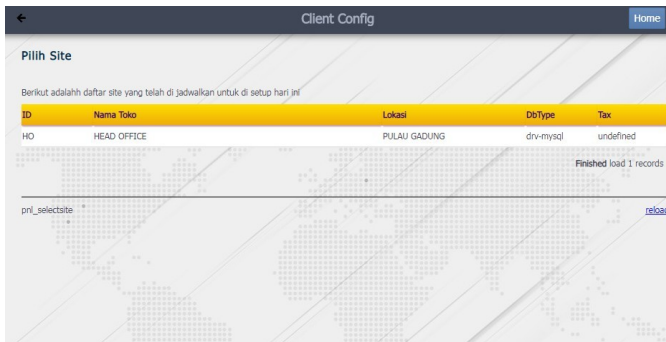 Client Config
Home
Pilih Site
Berikut adalahh daftar site yang telah di jadwalkan untuk di setup hari ini
ID Nama Toko Lokasi DbType Tax
HO HEAD OFFICE PULAU GADUNG drv-mysql undefined
Finished load 1 records
pnl_selectsite
reload